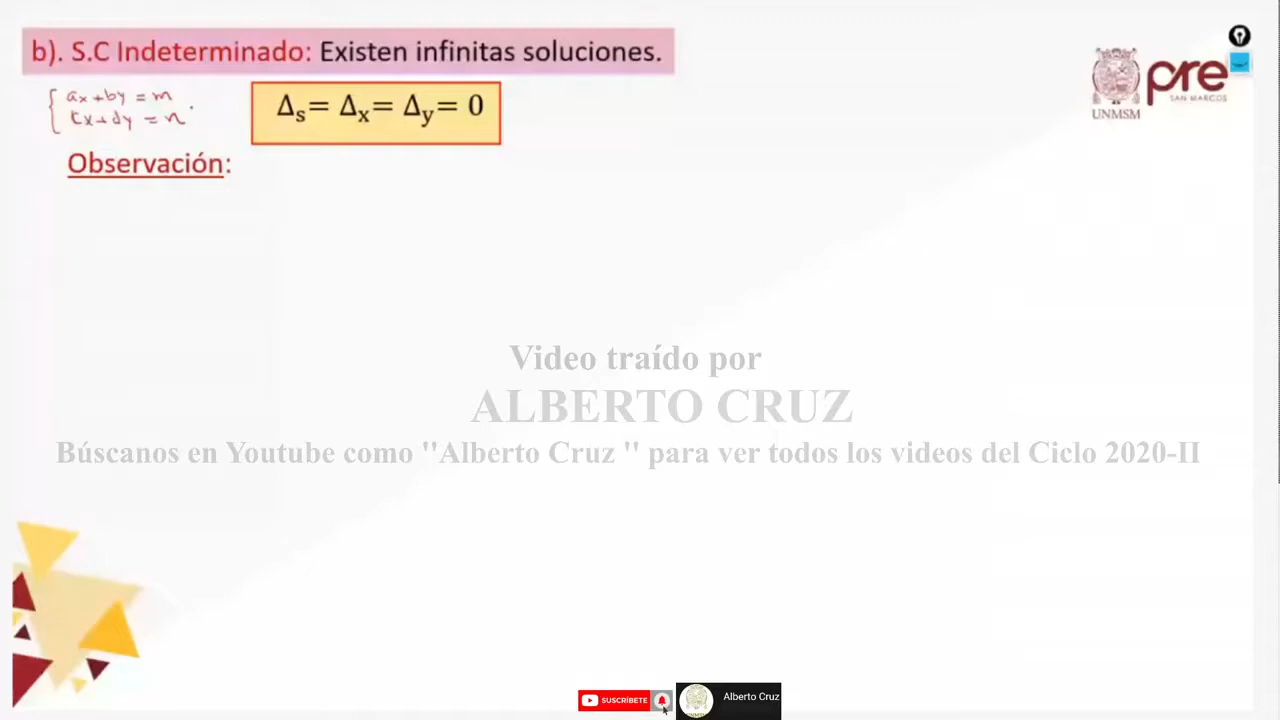 b). S.C Indeterminado: Existen infinitas soluciones.
ax+by = m
cx+dy = n
Δs= Δx= Δy= 0
Observación:
UNMSM
pre
SAN MARCOS
Video traído por
ALBERTO CRUZ
Búscanos en Youtube como "Alberto Cruz " para ver todos los videos del Ciclo 2020-II
SUSCRÍBETE
UNMSM
Alberto Cruz